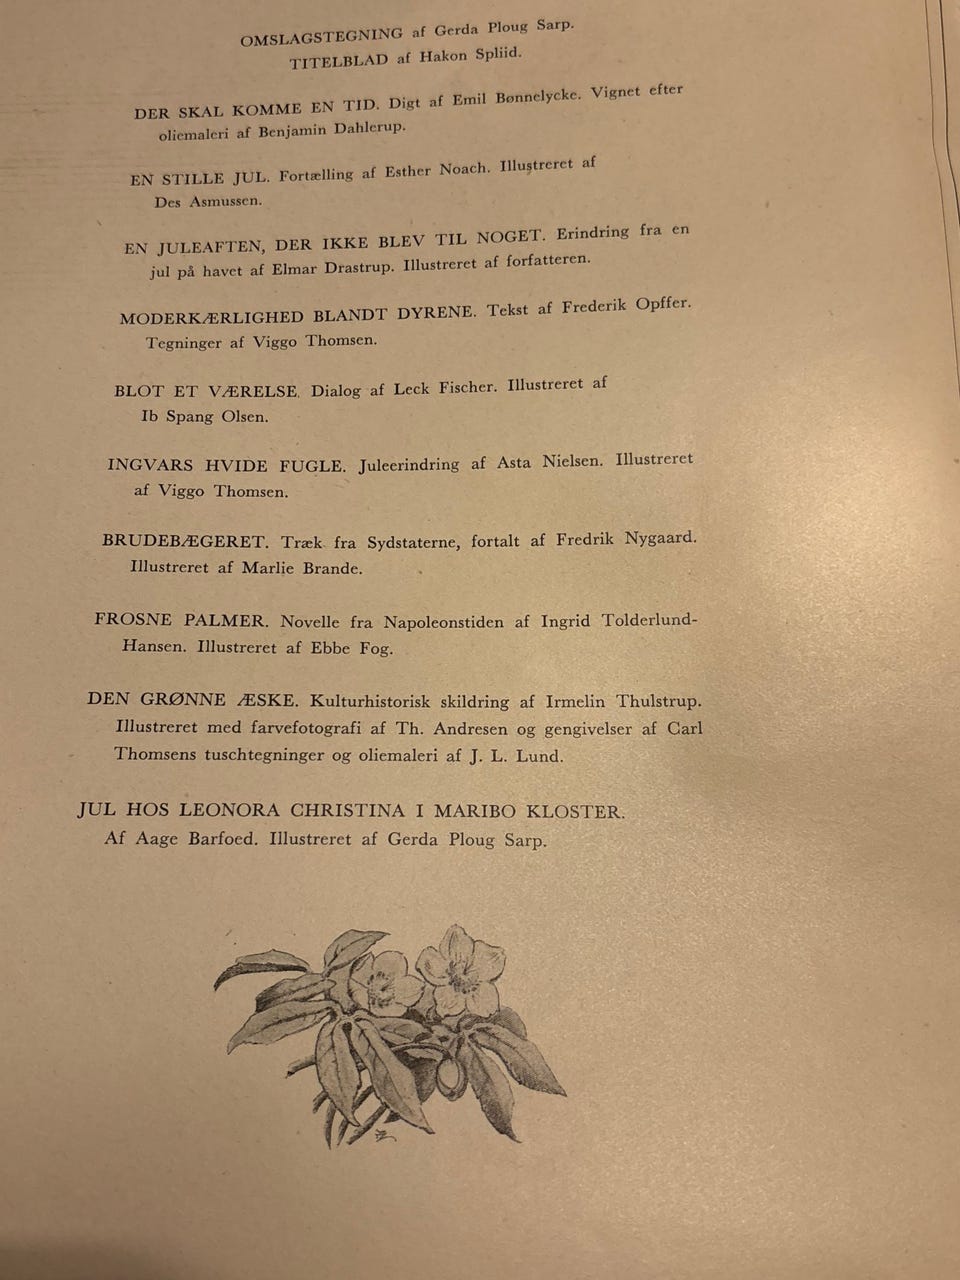 OMSLAGSTEGNING af Gerda Ploug Sarp.
TITELBLAD af Hakon Spliid.
DER SKAL KOMME EN TID. Digt af Emil Bønnelycke. Vignet efter
oliemaleri af Benjamin Dahlerup.
EN STILLE JUL. Fortælling af Esther Noach. Illustreret af
Des Asmussen.
EN JULEAFTEN, DER IKKE BLEV TIL NOGET. Erindring fra en
jul på havet af Elmar Drastrup. Illustreret af forfatteren.
MODERKÆRLIGHED BLANDT DYRENE. Tekst af Frederik Opffer.
Tegninger af Viggo Thomsen.
BLOT ET VÆRELSE. Dialog af Leck Fischer. Illustreret af
Ib Spang Olsen.
INGVARS HVIDE FUGLE. Juleerindring af Asta Nielsen. Illustreret
af Viggo Thomsen.
BRUDEBÆGERET. Træk fra Sydstaterne, fortalt af Fredrik Nygaard.
Illustreret af Marlie Brande.
FROSNE PALMER. Novelle fra Napoleonstiden af Ingrid Tolderlund-
Hansen. Illustreret af Ebbe Fog.
DEN GRØNNE ÆSKE. Kulturhistorisk skildring af Irmelin Thulstrup.
Illustreret med farvefotografi af Th. Andresen og gengivelser af Carl
Thomsens tuschtegninger og oliemaleri af J. L. Lund.
JUL HOS LEONORA CHRISTINA I MARIBO KLOSTER.
Af Aage Barfoed. Illustreret af Gerda Ploug Sarp.